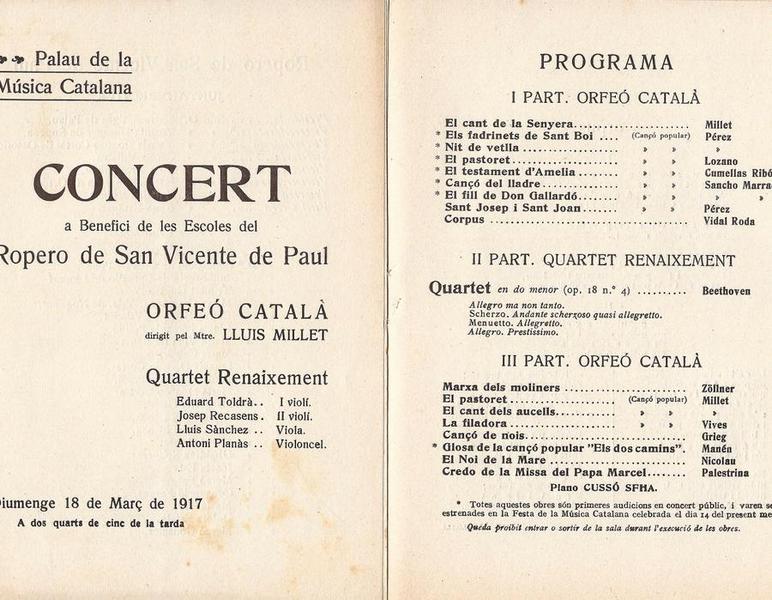 Palau de la
Música Catalana
CONCERT
a Benefici de les Escoles del
Ropero de San Vicente de Paul
ORFEÓ CATALÀ
dirigit pel Mtre. LLUIS MILLET
Quartet Renaixement
Eduard Toldrà.. I violí.
Josep Recasens. II violí.
Lluis Sànchez .. Viola.
Antoni Planàs .. Violoncel.
Diumenge 18 de Març de 1917
A dos quarts de cinc de la tarda
PROGRAMA
I PART. ORFEÓ CATALÀ
El cant de la Senyera..................... Millet
* Els fadrinets de Sant Boi .... (Cançó popular) Pérez
* Nit de vetlla ................. » » »
* El pastoret................... » » Lozano
* El testament d'Amelia ....... » » Cumellas Ribó
* Cançó del lladre............. » » Sancho Marra
* El fill de Don Gallardó...... » » » »
Sant Josep i Sant Joan....... » » Pérez
Corpus .................................... Vidal Roda
II PART. QUARTET RENAIXEMENT
Quartet en do menor (op. 18 n.º 4) .......... Beethoven
Allegro ma non tanto.
Scherzo. Andante scherzoso quasi allegretto.
Menuetto. Allegretto.
Allegro. Prestissimo.
III PART. ORFEÓ CATALÀ
Marxa dels moliners ...................... Zöllner
El pastoret ................... (Cançó popular) Millet
El cant dels aucells........... » » »
La filadora .................. » » Vives
Cançó de nois............................. Grieg
* Glosa de la cançó popular "Els dos camins". Manén
El Noi de la Mare ........................ Nicolau
Credo de la Missa del Papa Marcel........ Palestrina
Piano CUSSÓ SFHA.
* Totes aquestes obres són primeres audicions en concert públic, i varen se
estrenades en la Festa de la Música Catalana celebrada el dia 14 del present me
Queda proibit entrar o sortir de la sala durant l'execució de les obres.